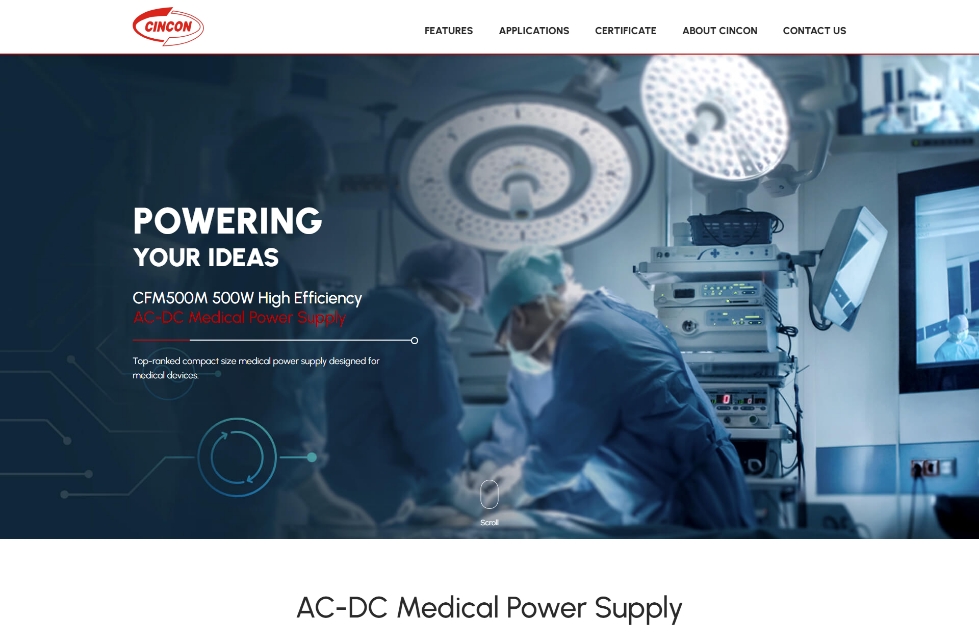 CINCON
FEATURES APPLICATIONS CERTIFICATE ABOUT CINCON CONTACT US
POWERING
YOUR IDEAS
CFM500M 500W High Efficiency
AC-DC Medical Power Supply
Top-ranked compact size medical power supply designed for
medical devices.
0
Scroll
AC-DC Medical Power Supply